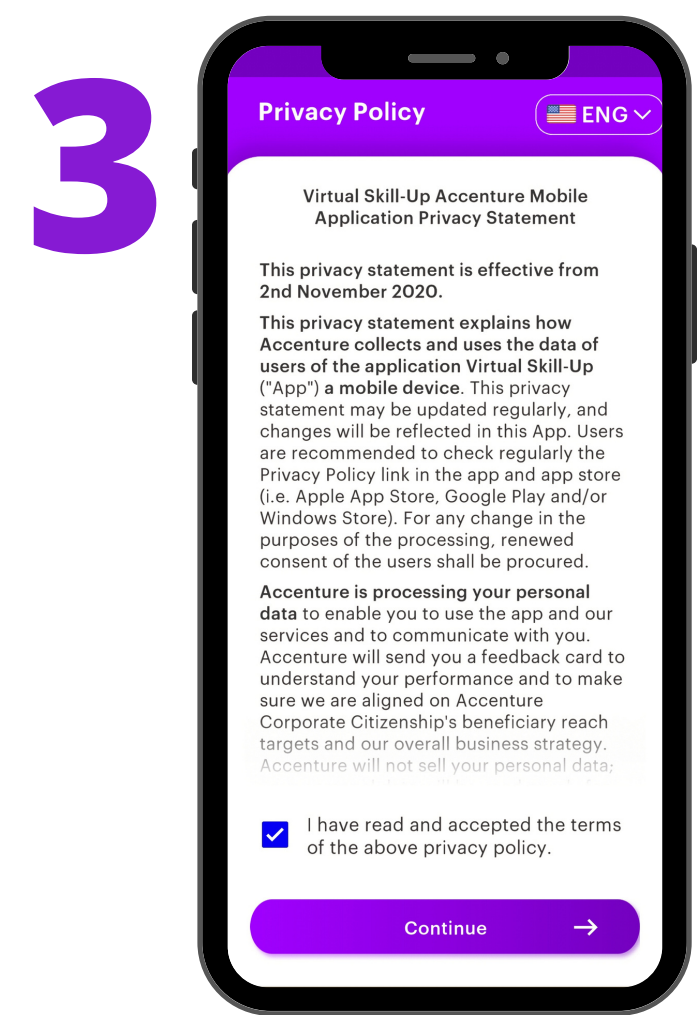 3
Privacy Policy
ENG
Virtual Skill-Up Accenture Mobile
Application Privacy Statement
This privacy statement is effective from
2nd November 2020.
This privacy statement explains how
Accenture collects and uses the data of
users of the application Virtual Skill-Up
("App") a mobile device. This privacy
statement may be updated regularly, and
changes will be reflected in this App. Users
are recommended to check regularly the
Privacy Policy link in the app and app store
(i.e. Apple App Store, Google Play and/or
Windows Store). For any change in the
purposes of the processing, renewed
consent of the users shall be procured.
Accenture is processing your personal
data to enable you to use the app and our
services and to communicate with you.
Accenture will send you a feedback card to
understand your performance and to make
sure we are aligned on Accenture
Corporate Citizenship's beneficiary reach
targets and our overall business strategy.
Accenture will not sell your personal data;
I have read and accepted the terms
of the above privacy policy.
Continue